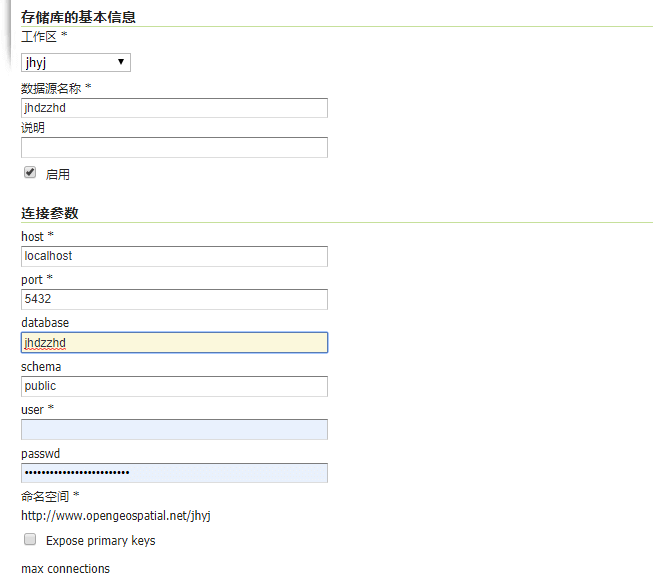 存储库的基本信息
工作区 *
jhyj
数据源名称 *
jhdzzhd
说明
启用
连接参数
host *
localhost
port *
5432
database
jhdzzhd
schema
public
user *
passwd
•••••••••••••••••••••••••
命名空间 *
http://www.opengeospatial.net/jhyj
Expose primary keys
max connections